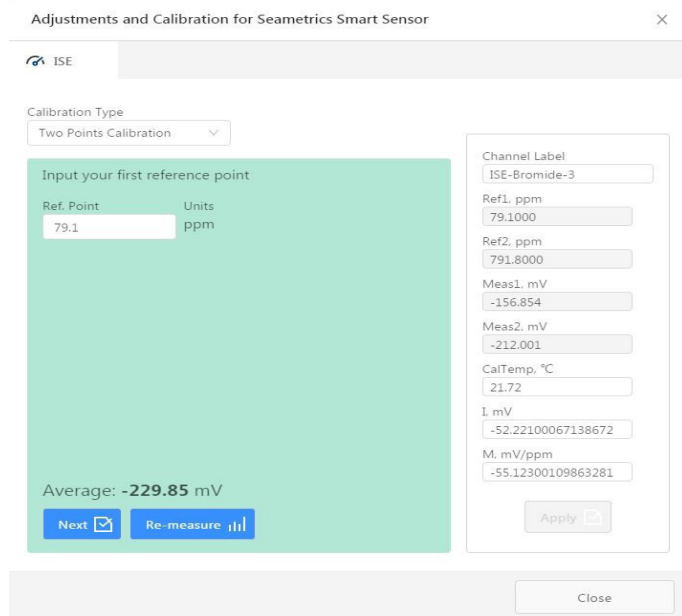 Adjustments and Calibration for Seametrics Smart Sensor
ISE
Calibration Type
Two Points Calibration
Input your first reference point
Ref. Point Units
79.1 ppm
Average: -229.85 mV
Next Re-measure
Channel Label
ISE-Bromide-3
Ref1, ppm
79.1000
Ref2, ppm
791.8000
Meas1, mV
-156.854
Meas2, mV
-212.001
CalTemp, °C
21.72
I, mV
-52.22100067138672
M, mV/ppm
-55.12300109863281
Apply
Close